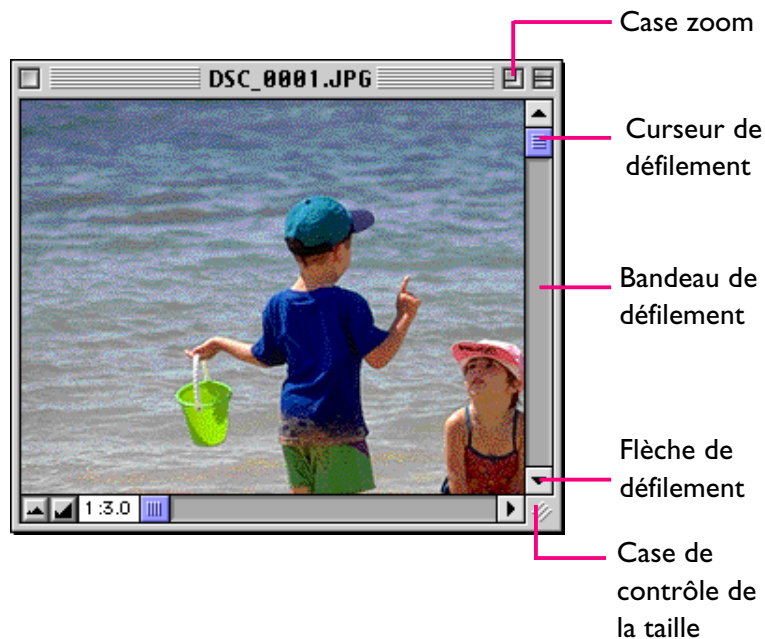 Case zoom
DSC_0001.JPG
Curseur de
défilement
Bandeau de
défilement
Flèche de
défilement
1:3.0
Case de
contrôle de
la taille